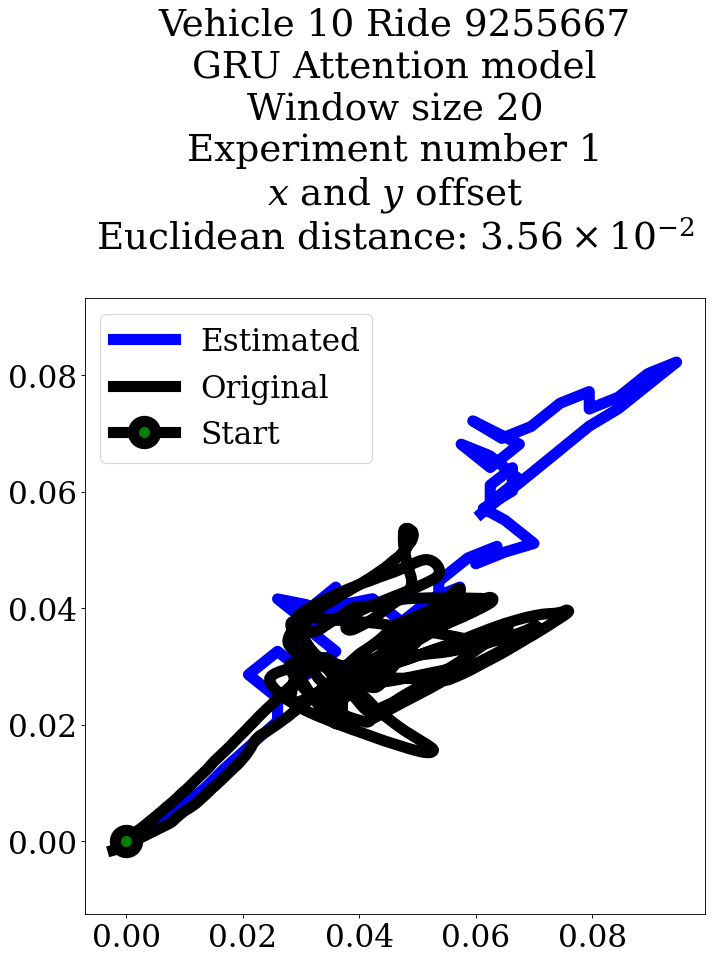 Vehicle 10 Ride 9255667
GRU Attention model
Window size 20
Experiment number 1
x and y offset
Euclidean distance: 3.56 × 10⁻²
Estimated
Original
Start
0.08
0.06
0.04
0.02
0.00
0.00 0.02 0.04 0.06 0.08